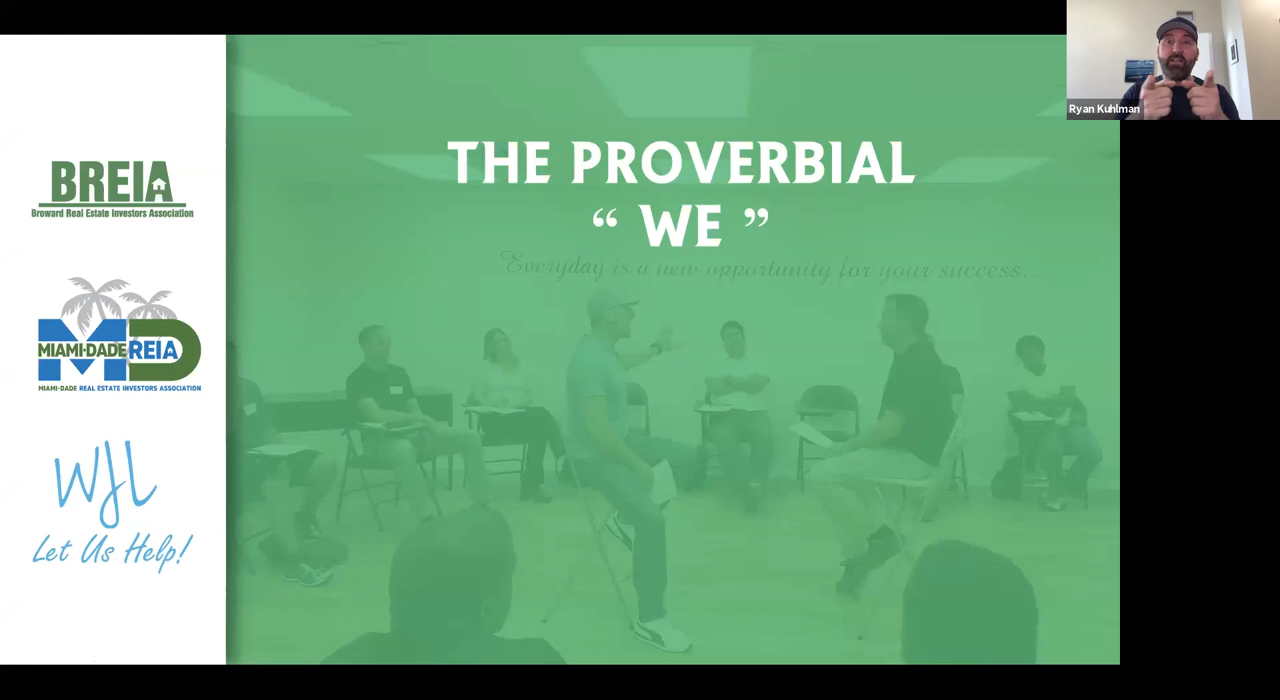 Ryan Kuhlman
THE PROVERBIAL
“ WE ”
Everyday is a new opportunity for your success...
BREIA
Broward Real Estate Investors Association
MD
MIAMI-DADE REIA
MIAMI-DADE REAL ESTATE INVESTORS ASSOCIATION
WJL
Let Us Help!